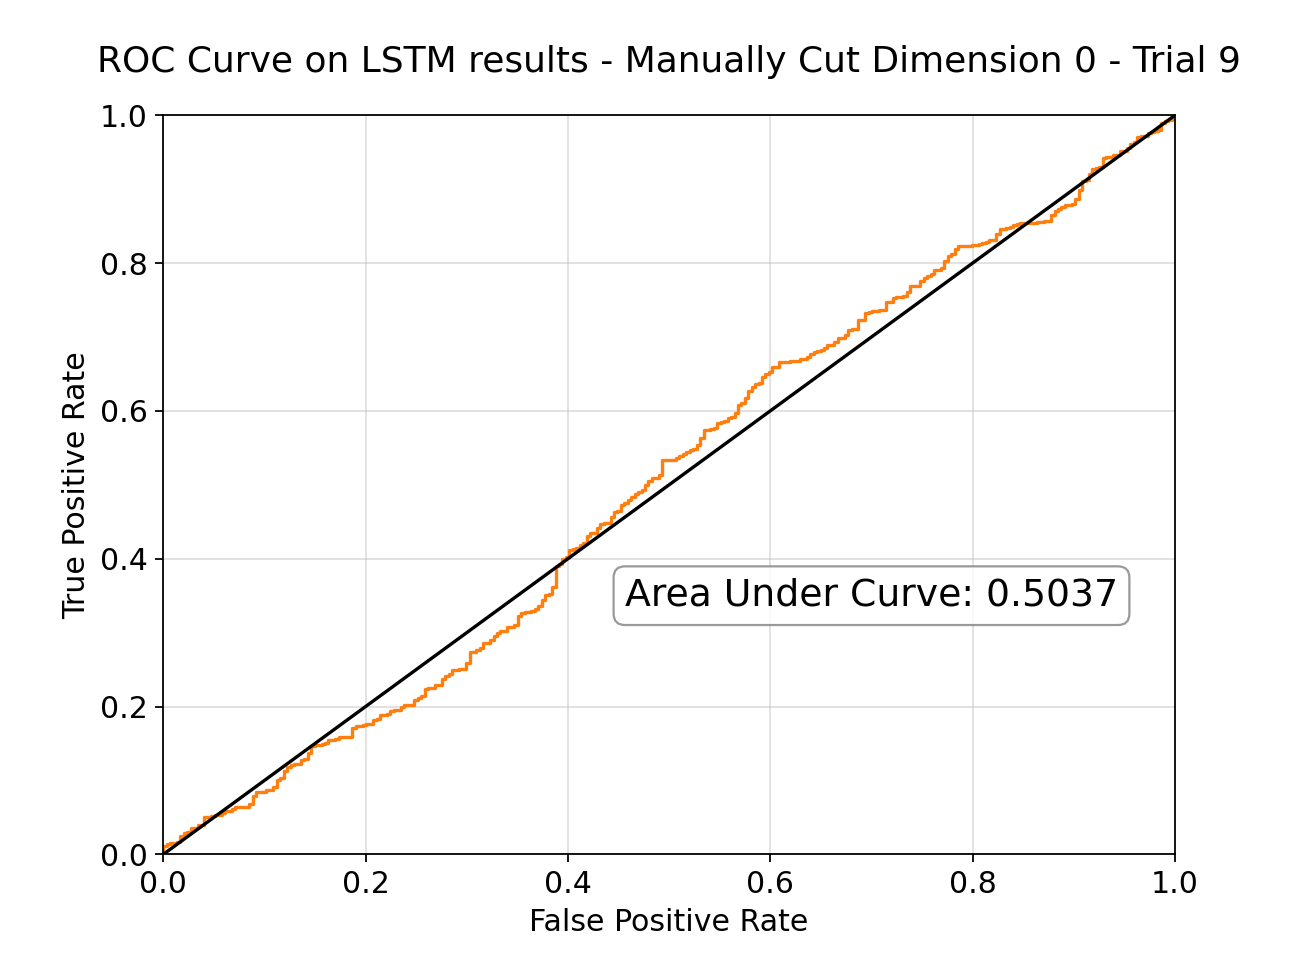 ROC Curve on LSTM results - Manually Cut Dimension 0 - Trial 9
1.0
0.8
0.6
0.4
0.2
0.0
True Positive Rate
Area Under Curve: 0.5037
0.0 0.2 0.4 0.6 0.8 1.0
False Positive Rate